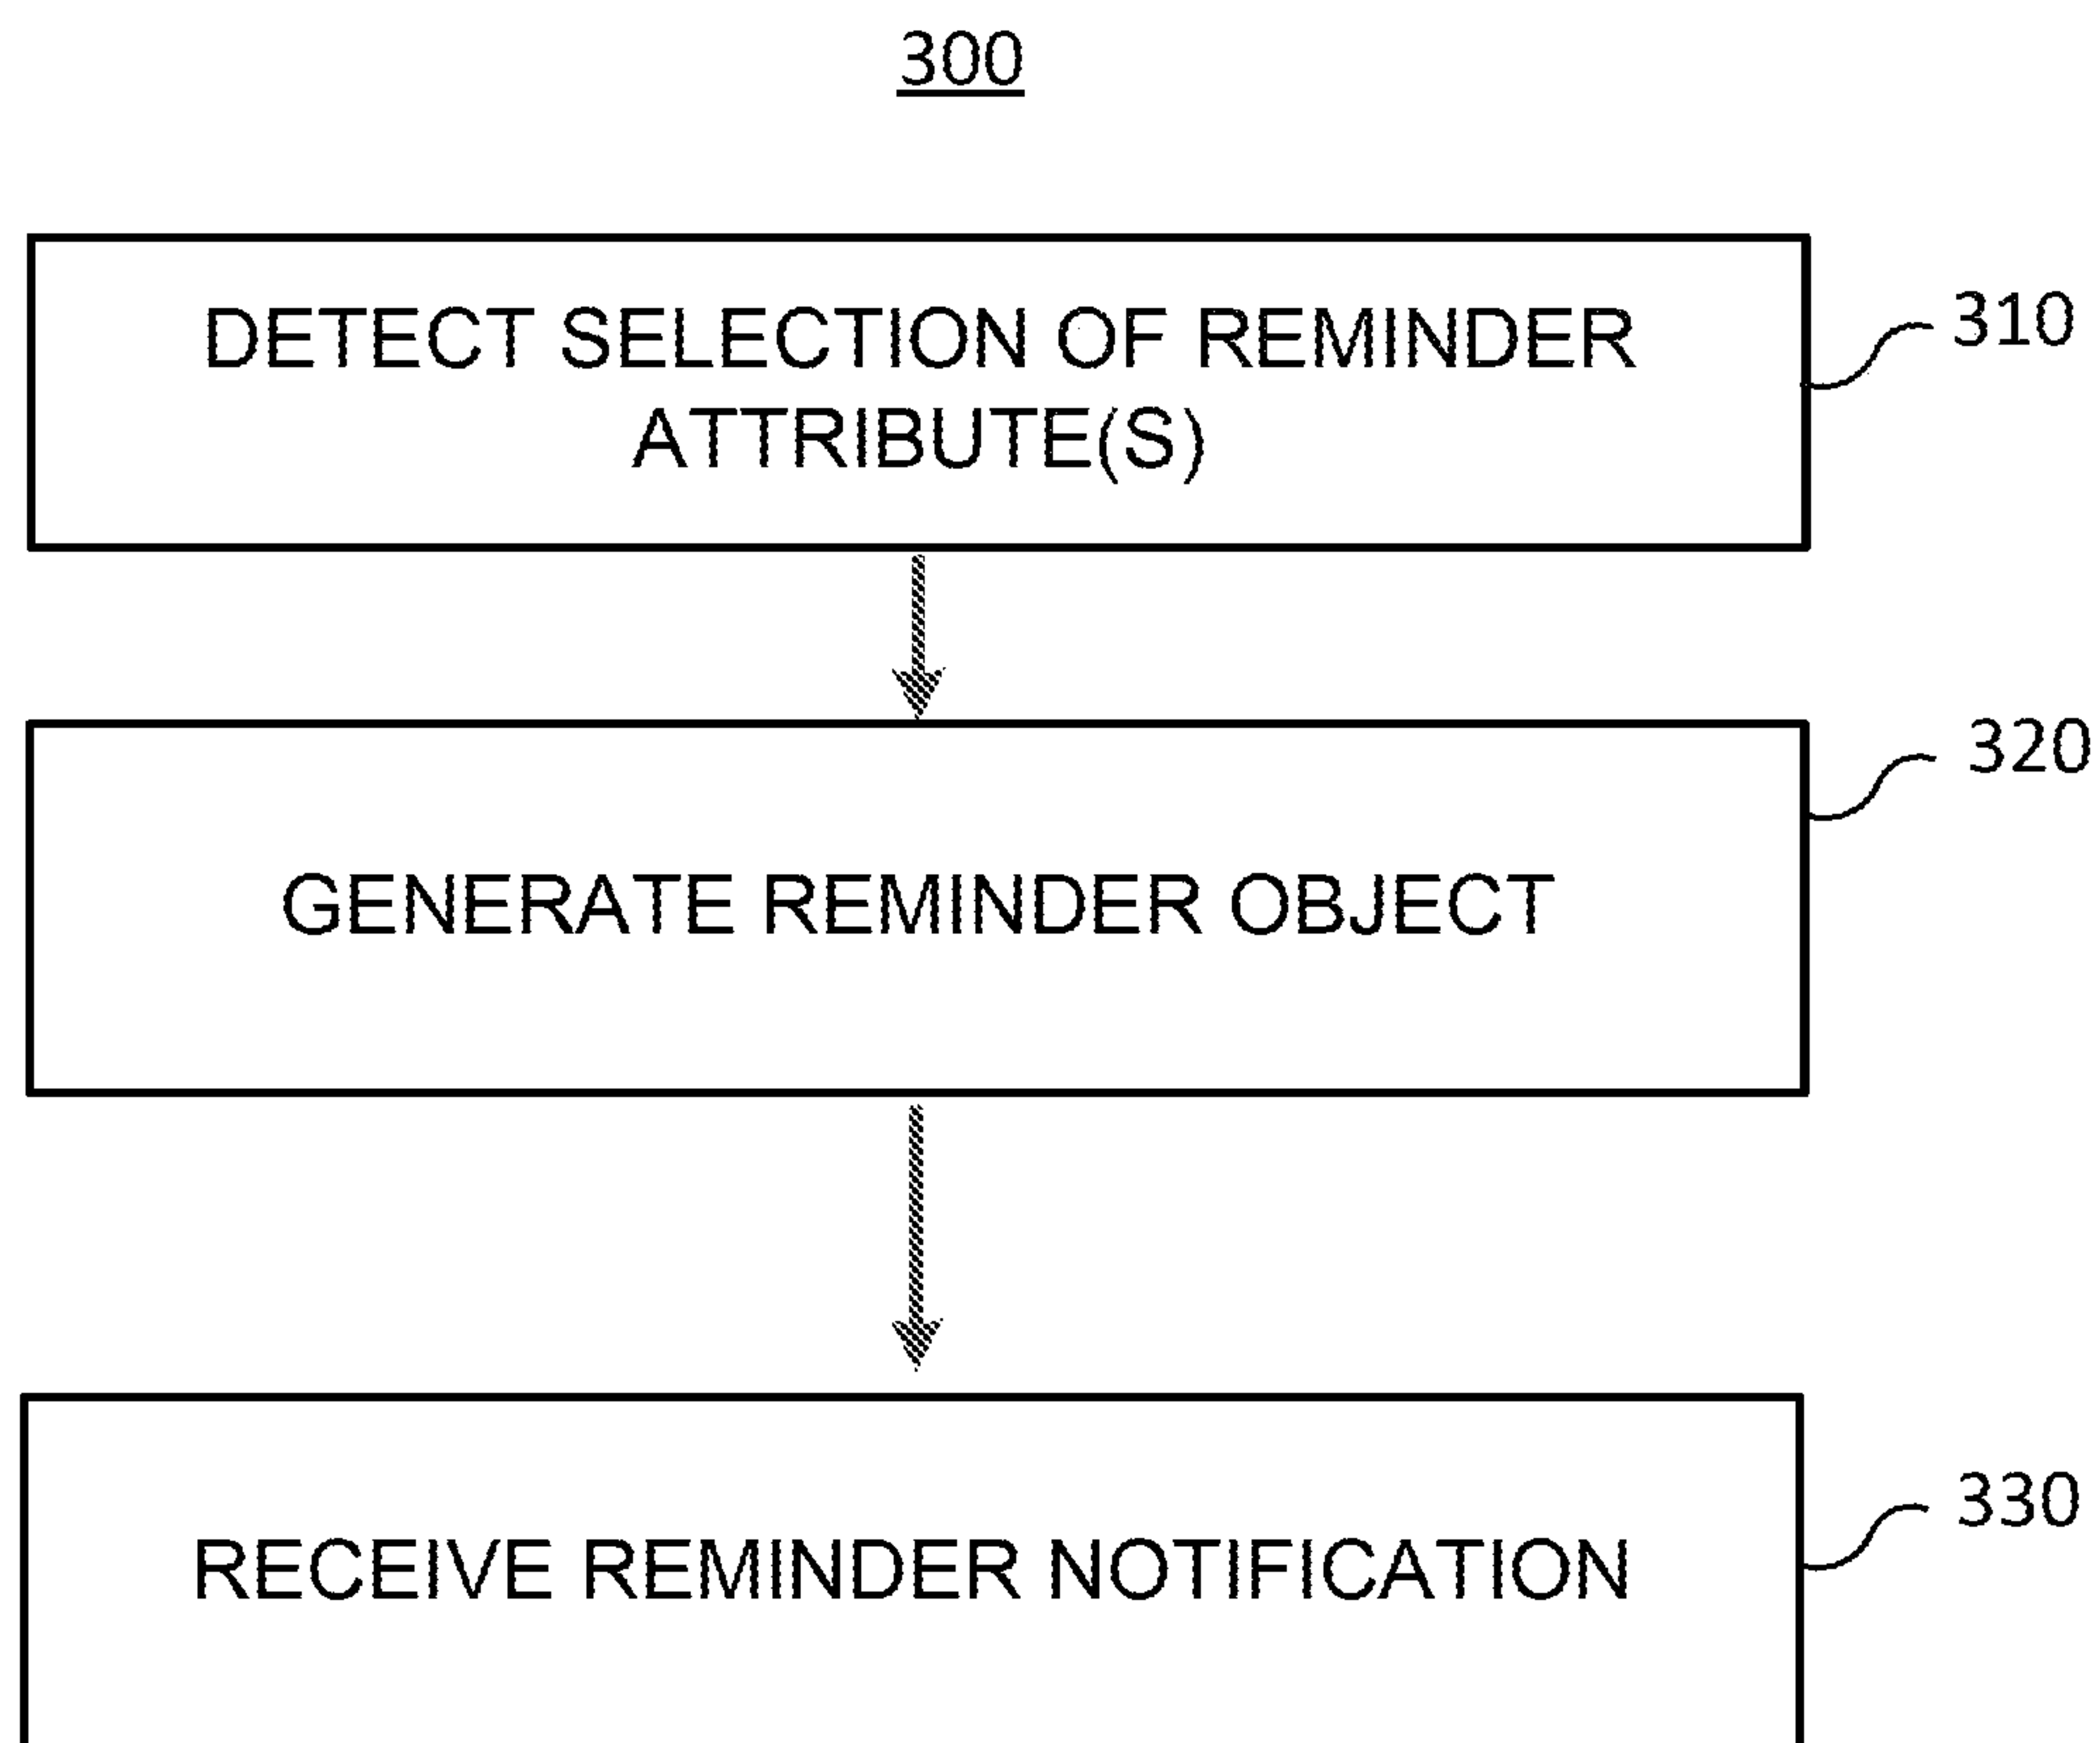 300
DETECT SELECTION OF REMINDER
ATTRIBUTE(S)
310
GENERATE REMINDER OBJECT
320
RECEIVE REMINDER NOTIFICATION
330